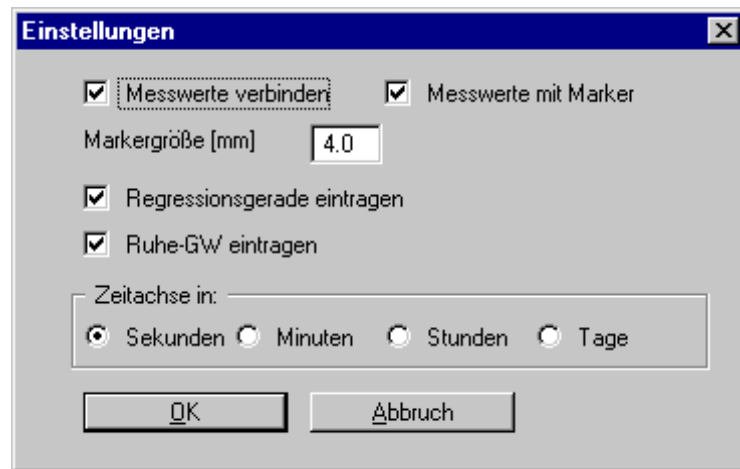 Einstellungen
Messwerte verbinden Messwerte mit Marker
Markergröße [mm] 4.0
Regressionsgerade eintragen
Ruhe-GW eintragen
Zeitachse in:
Sekunden Minuten Stunden Tage
OK Abbruch